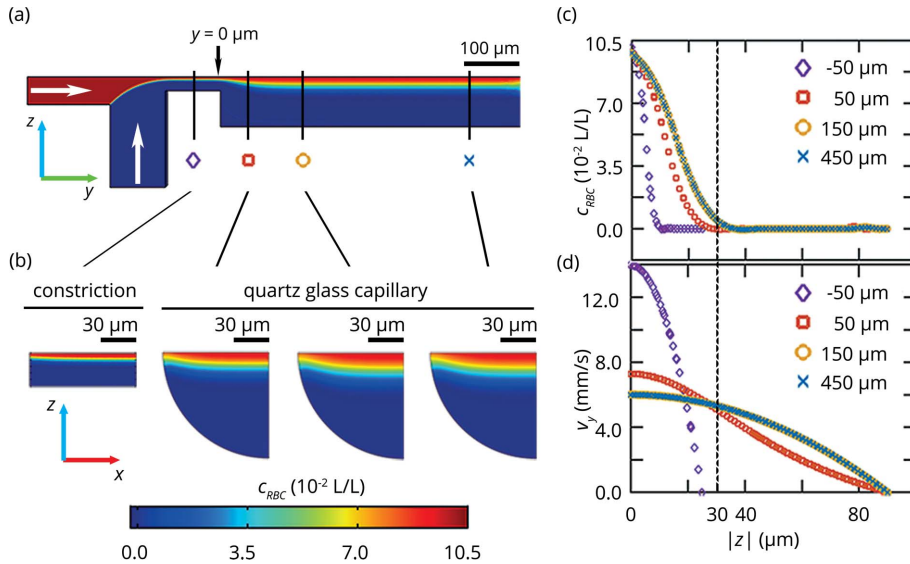 (a)
y = 0 µm
100 µm
z
y
(b)
constriction
quartz glass capillary
30 µm
30 µm
30 µm
30 µm
z
x
c_RBC (10⁻² L/L)
0.0 3.5 7.0 10.5
(c)
10.5
7.0
3.5
0.0
c_RBC (10⁻² L/L)
-50 µm
50 µm
150 µm
450 µm
(d)
12.0
8.0
4.0
0.0
v_y (mm/s)
-50 µm
50 µm
150 µm
450 µm
0 30 40 80
|z| (µm)